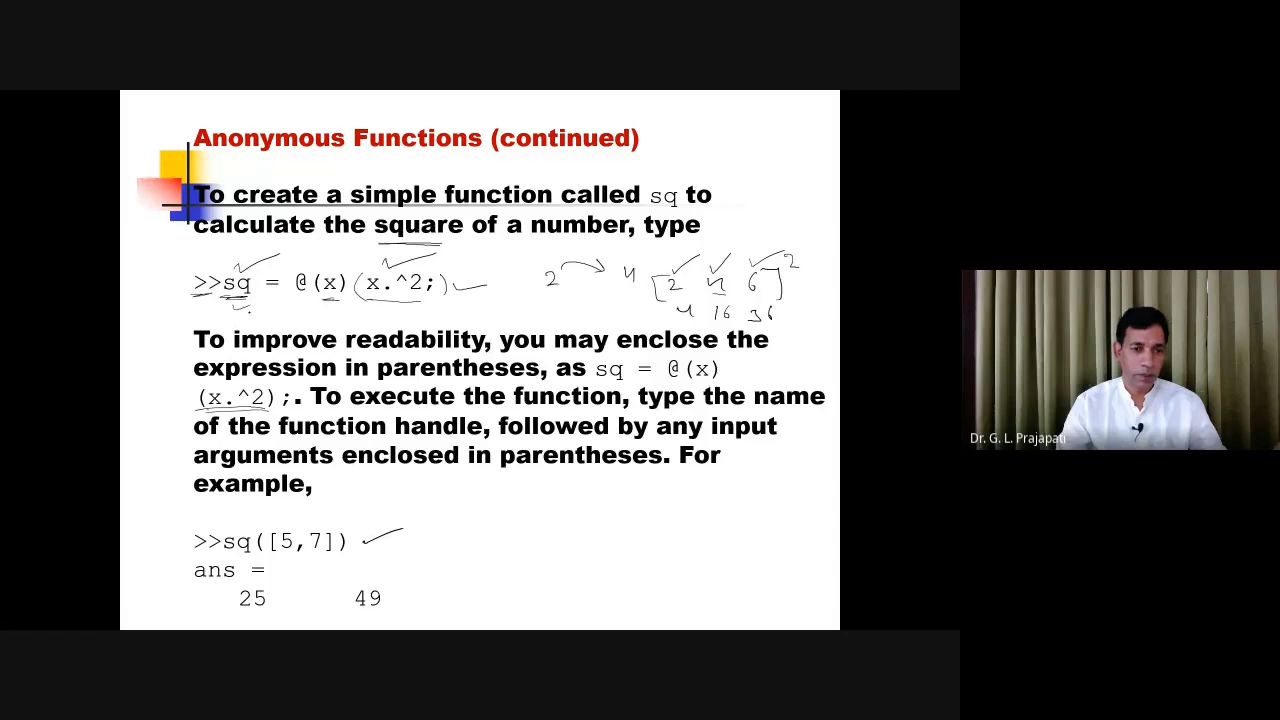 Anonymous Functions (continued)
To create a simple function called sq to
calculate the square of a number, type
>>sq = @(x) (x.^2;)
2 4 [2 4 6]2
4 16 36
To improve readability, you may enclose the
expression in parentheses, as sq = @(x)
(x.^2);. To execute the function, type the name
of the function handle, followed by any input
arguments enclosed in parentheses. For
example,
>>sq([5,7])
ans =
25 49
Dr. G. L. Prajapati